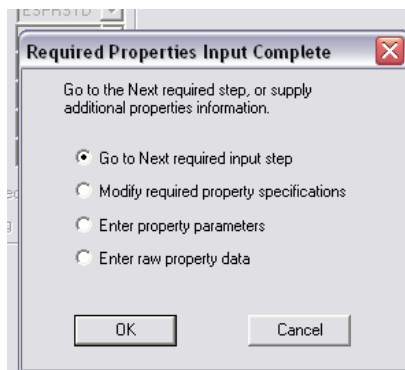 ESPRSTD
Required Properties Input Complete
Go to the Next required step, or supply
additional properties information.
Go to Next required input step
Modify required property specifications
Enter property parameters
Enter raw property data
OK
Cancel